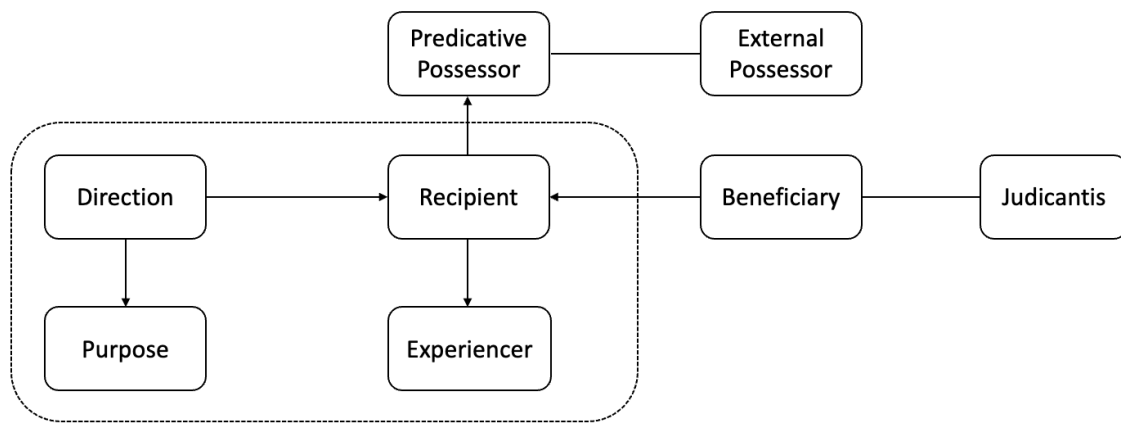 Predicative
Possessor
External
Possessor
Direction
Recipient
Beneficiary
Judicantis
Purpose
Experiencer